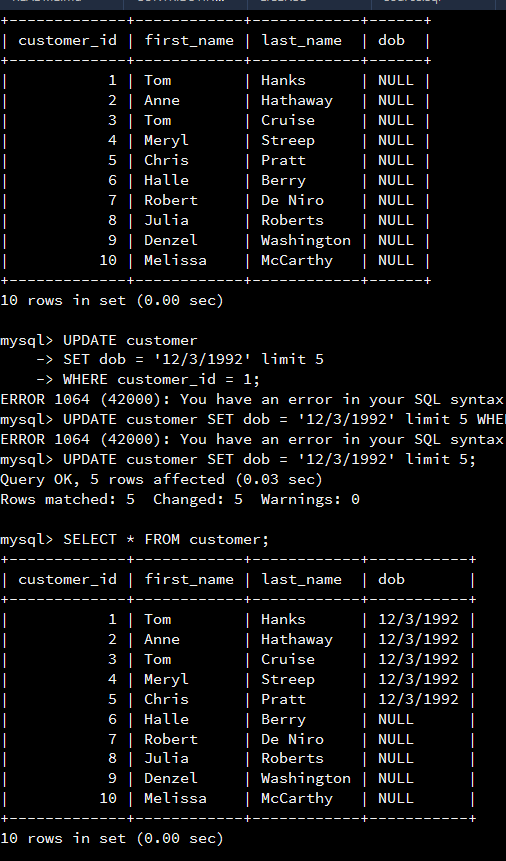 +-------------+------------+------------+------+
| customer_id | first_name | last_name  | dob  |
+-------------+------------+------------+------+
|           1 | Tom        | Hanks      | NULL |
|           2 | Anne       | Hathaway   | NULL |
|           3 | Tom        | Cruise     | NULL |
|           4 | Meryl      | Streep     | NULL |
|           5 | Chris      | Pratt      | NULL |
|           6 | Halle      | Berry      | NULL |
|           7 | Robert     | De Niro    | NULL |
|           8 | Julia      | Roberts    | NULL |
|           9 | Denzel     | Washington | NULL |
|          10 | Melissa    | McCarthy   | NULL |
+-------------+------------+------------+------+
10 rows in set (0.00 sec)
mysql> UPDATE customer
    -> SET dob = '12/3/1992' limit 5
    -> WHERE customer_id = 1;
ERROR 1064 (42000): You have an error in your SQL syntax
mysql> UPDATE customer SET dob = '12/3/1992' limit 5 WHE
ERROR 1064 (42000): You have an error in your SQL syntax
mysql> UPDATE customer SET dob = '12/3/1992' limit 5;
Query OK, 5 rows affected (0.03 sec)
Rows matched: 5  Changed: 5  Warnings: 0
mysql> SELECT * FROM customer;
+-------------+------------+------------+-----------+
| customer_id | first_name | last_name  | dob       |
+-------------+------------+------------+-----------+
|           1 | Tom        | Hanks      | 12/3/1992 |
|           2 | Anne       | Hathaway   | 12/3/1992 |
|           3 | Tom        | Cruise     | 12/3/1992 |
|           4 | Meryl      | Streep     | 12/3/1992 |
|           5 | Chris      | Pratt      | 12/3/1992 |
|           6 | Halle      | Berry      | NULL      |
|           7 | Robert     | De Niro    | NULL      |
|           8 | Julia      | Roberts    | NULL      |
|           9 | Denzel     | Washington | NULL      |
|          10 | Melissa    | McCarthy   | NULL      |
+-------------+------------+------------+-----------+
10 rows in set (0.00 sec)